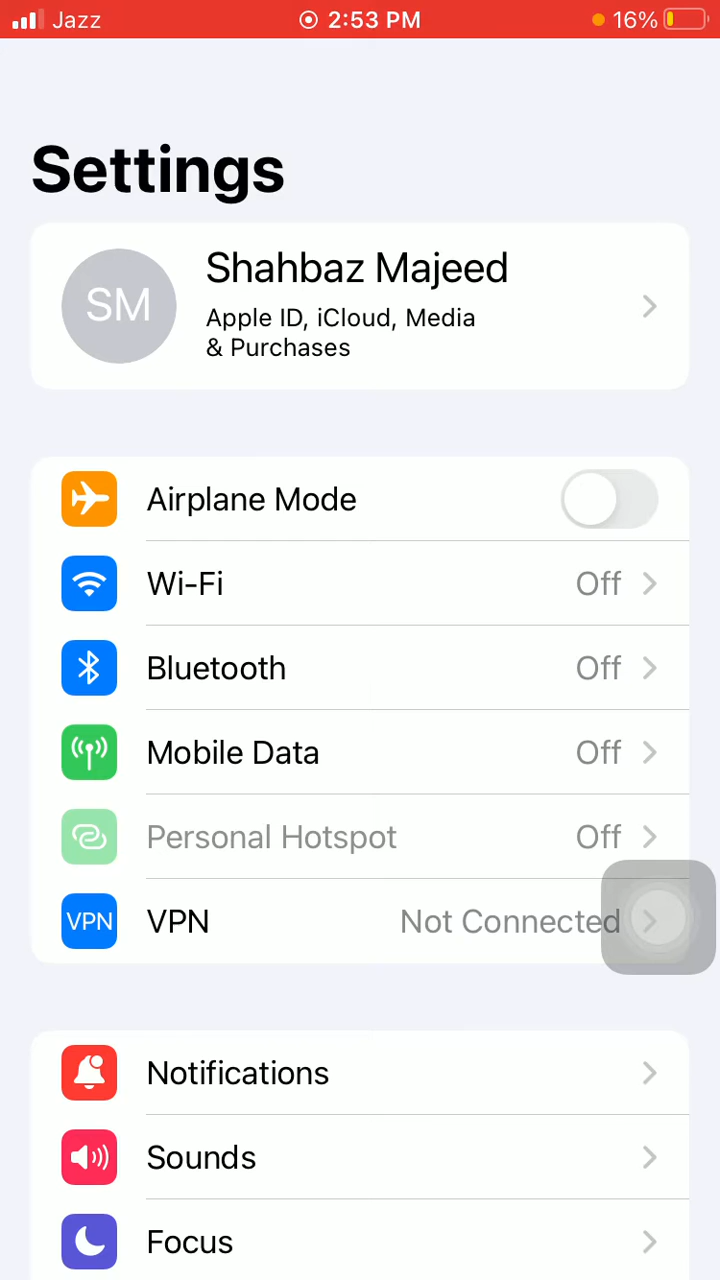 Jazz 2:53 PM 16%
Settings
SM
Shahbaz Majeed
Apple ID, iCloud, Media
& Purchases
Airplane Mode
Wi-Fi Off
Bluetooth Off
Mobile Data Off
Personal Hotspot Off
VPN VPN Not Connected
Notifications
Sounds
Focus